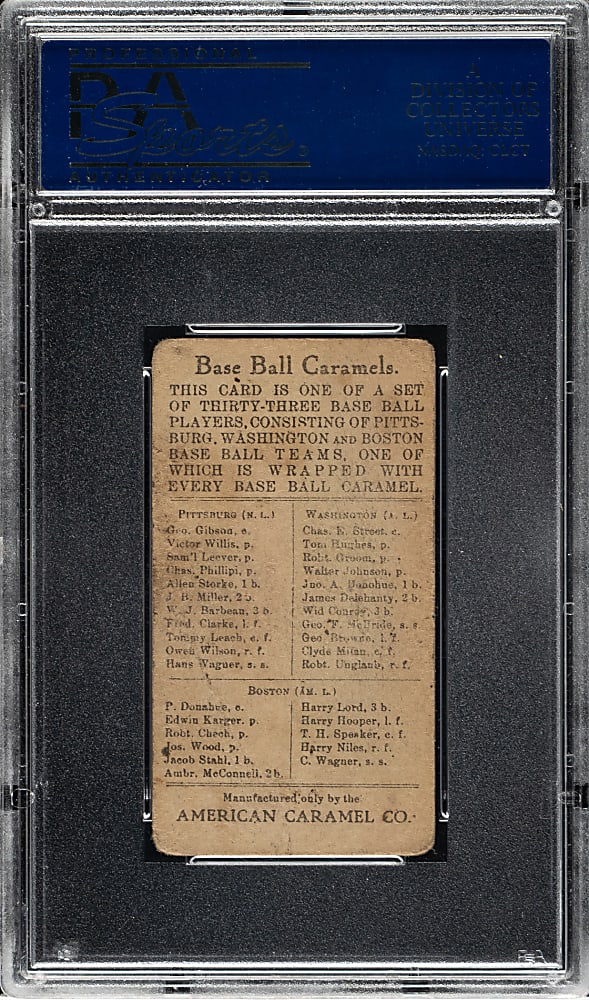 PROFESSIONAL
PSA
Sports
AUTHENTICATOR
A
DIVISION OF
COLLECTORS
UNIVERSE
NASDAQ: CLCT
Base Ball Caramels.
THIS CARD IS ONE OF A SET
OF THIRTY-THREE BASE BALL
PLAYERS, CONSISTING OF PITTS-
BURG, WASHINGTON AND BOSTON
BASE BALL TEAMS, ONE OF
WHICH IS WRAPPED WITH
EVERY BASE BALL CARAMEL.
PITTSBURG (N. L.)
Geo. Gibson, c.
Victor Willis, p.
Sam'l Leever, p.
Chas. Phillipi, p.
Allen Storke, 1 b.
J. B. Miller, 2 b.
W. J. Barbeau, 3 b.
Fred. Clarke, l. f.
Tommy Leach, c. f.
Owen Wilson, r. f.
Hans Wagner, s. s.
WASHINGTON (A. L.)
Chas. E. Street, c.
Tom Hughes, p.
Robt. Groom, p.
Walter Johnson, p.
Jno. A. Donohue, 1 b.
James Delehanty, 2 b.
Wid Conroy, 3 b.
Geo. F. McBride, s. s.
Geo Browne, l. f.
Clyde Milan, c. f.
Robt. Unglaub, r. f.
BOSTON (AM. L.)
P. Donahue, c.
Edwin Karger. p.
Robt. Chech, p.
Jos. Wood, p.
Jacob Stahl, 1 b.
Ambr. McConnell, 2 b.
Harry Lord, 3 b.
Harry Hooper, l. f.
T. H. Speaker, c. f.
Harry Niles, r. f.
C. Wagner, s. s.
Manufactured only by the
AMERICAN CARAMEL CO.
PSA